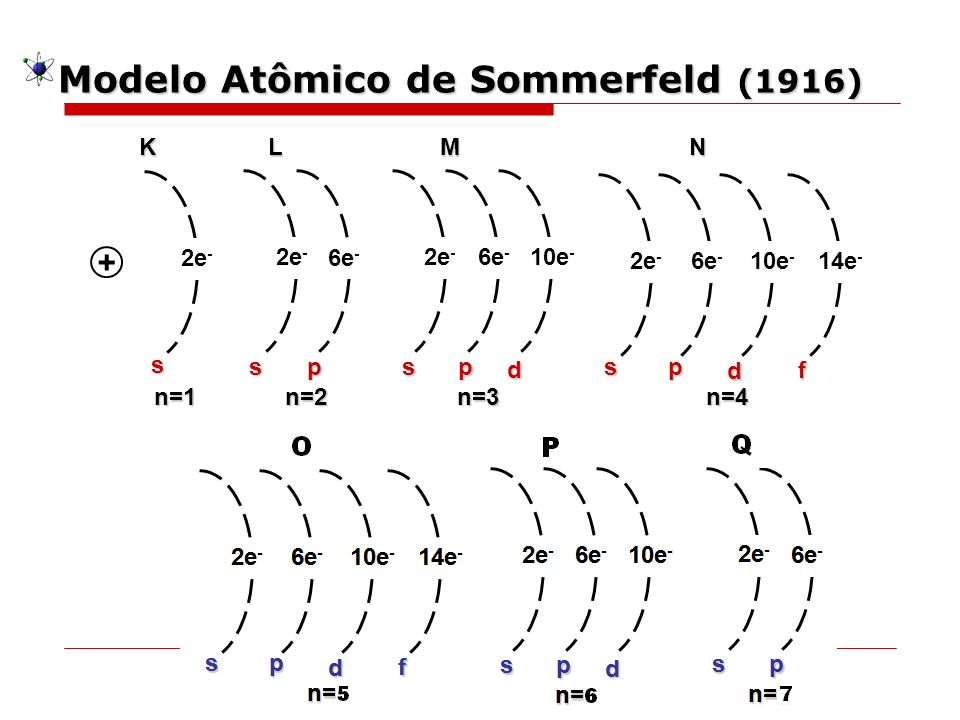 Modelo Atômico de Sommerfeld (1916)
K L M N
+
2e- 2e- 6e- 2e- 6e- 10e- 2e- 6e- 10e- 14e-
s s p s p d s p d f
n=1 n=2 n=3 n=4
O P Q
2e- 6e- 10e- 14e- 2e- 6e- 10e- 2e- 6e-
s p d f s p d s p
n=5 n=6 n=7